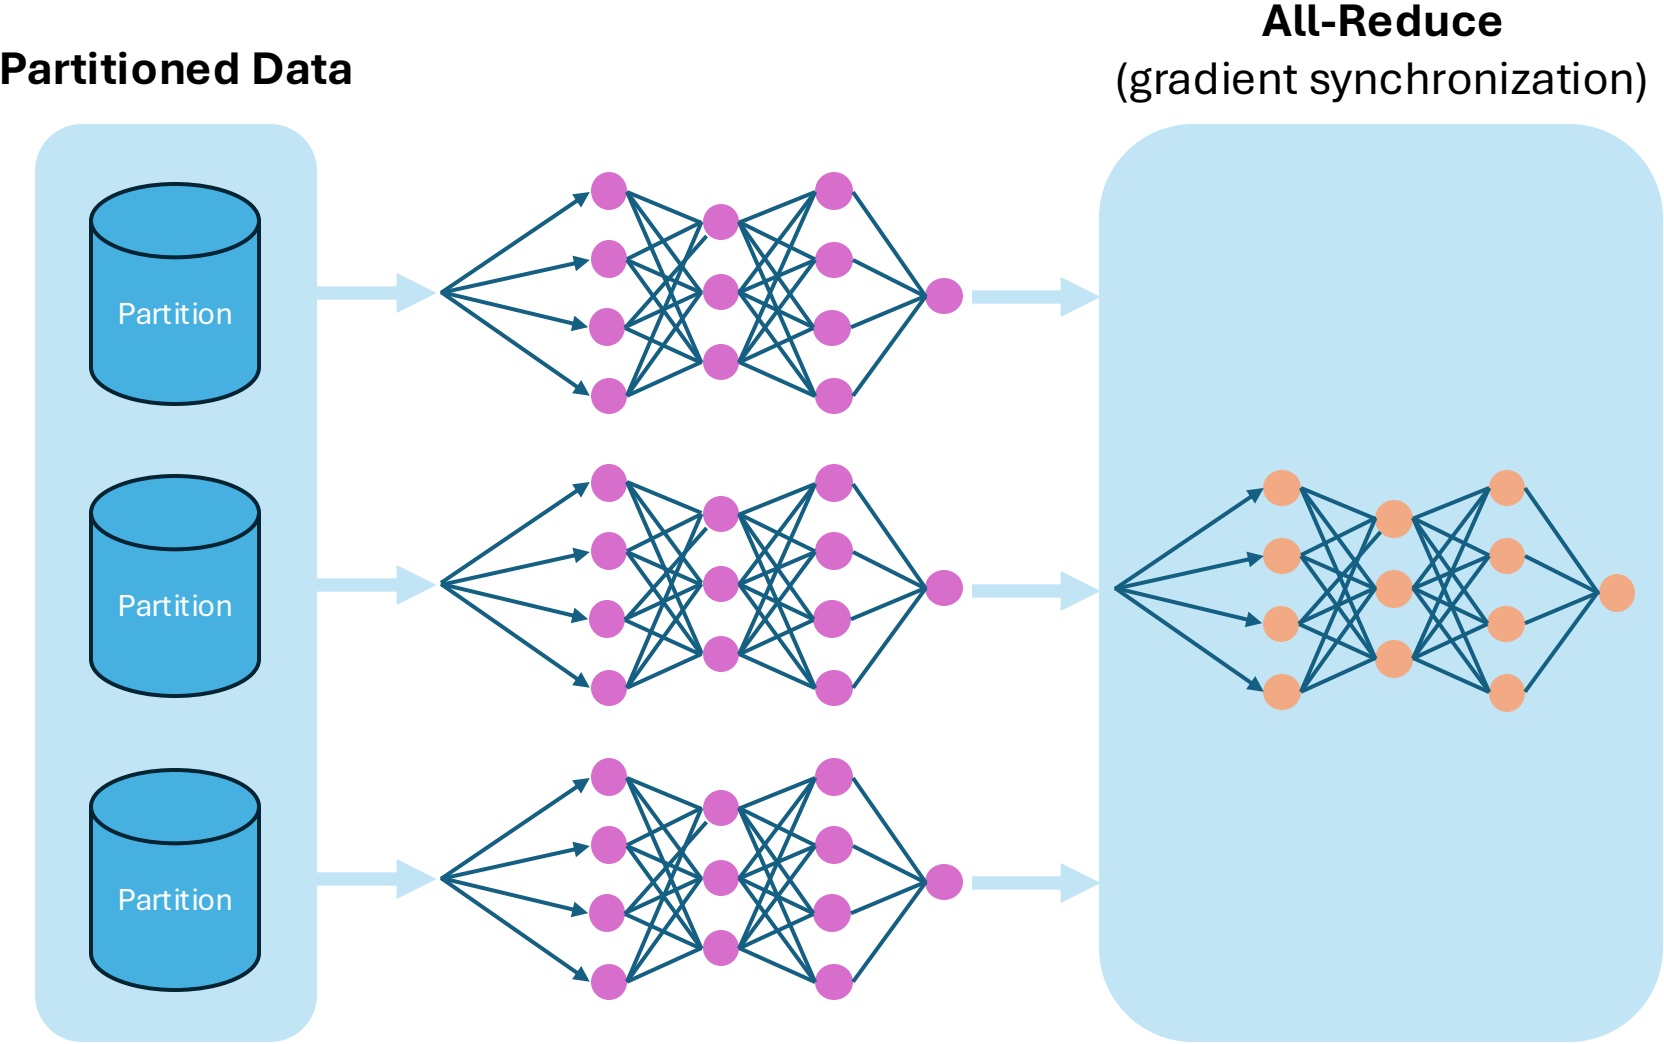 Partitioned Data
All-Reduce
(gradient synchronization)
Partition
Partition
Partition